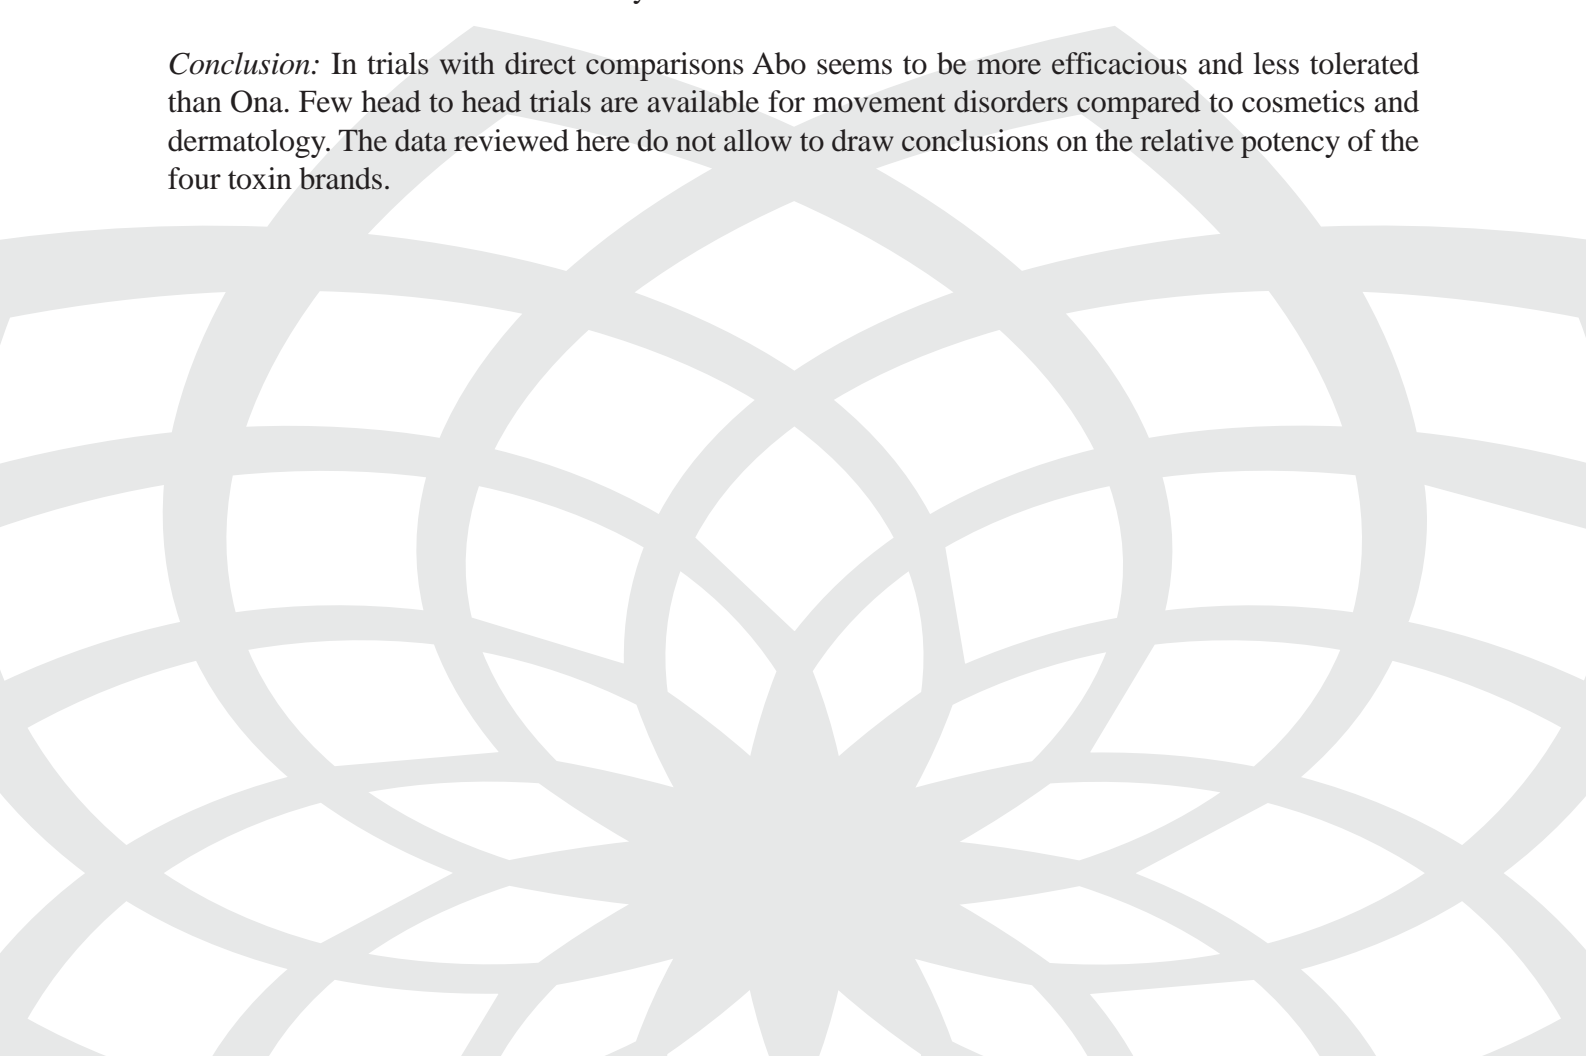 Conclusion: In trials with direct comparisons Abo seems to be more efficacious and less tolerated
than Ona. Few head to head trials are available for movement disorders compared to cosmetics and
dermatology. The data reviewed here do not allow to draw conclusions on the relative potency of the
four toxin brands.